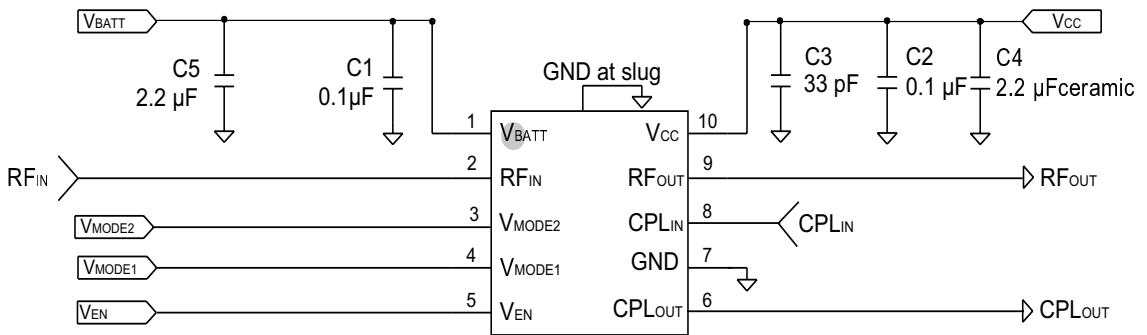 VBATT
VCC
C5
2.2 µF
C1
0.1µF
GND at slug
C3
33 pF
C2
0.1 µF
C4
2.2 µFceramic
1
VBATT
VCC
10
RFIN
2
RFIN
RFOUT
9
RFOUT
VMODE2
3
VMODE2
CPLIN
8
CPLIN
VMODE1
4
VMODE1
GND
7
VEN
5
VEN
CPLOUT
6
CPLOUT